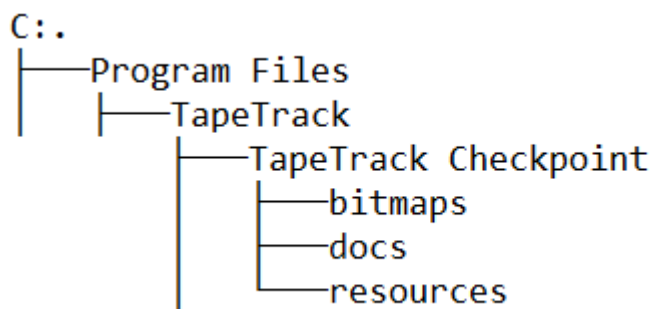 C:.
Program Files
TapeTrack
TapeTrack Checkpoint
bitmaps
docs
resources